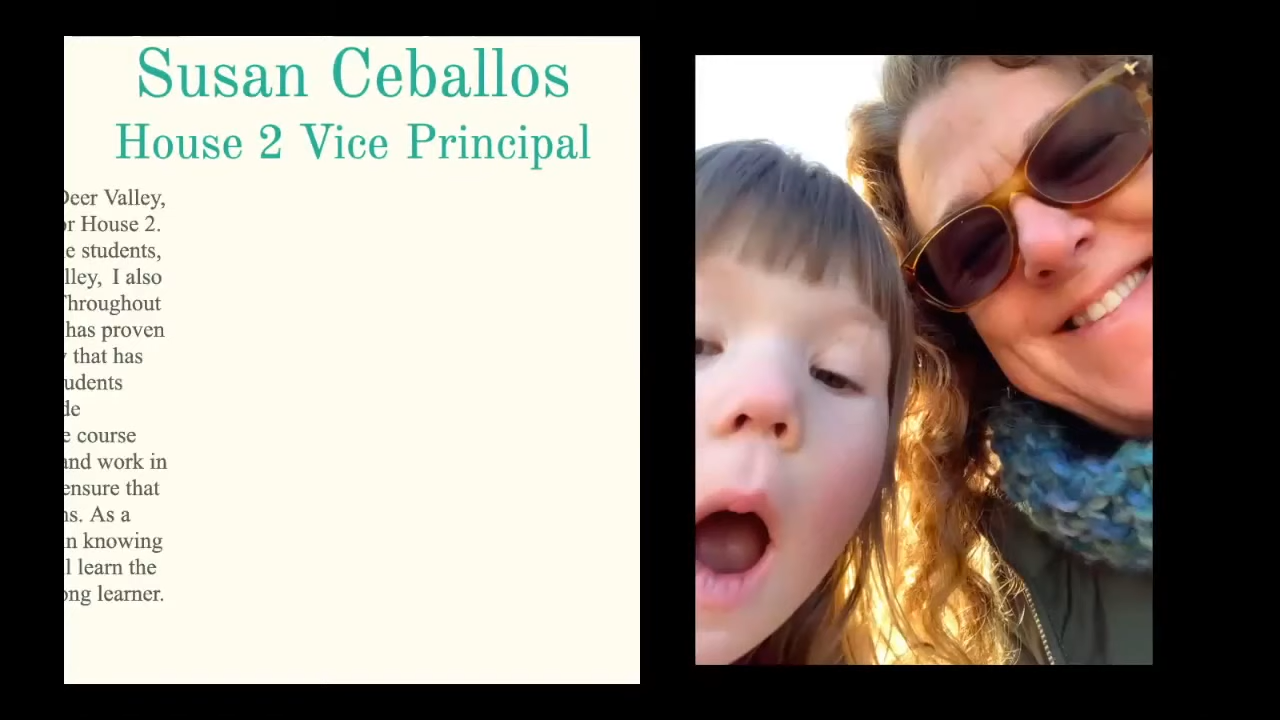 Susan Ceballos
House 2 Vice Principal
Deer Valley,
or House 2.
e students,
lley, I also
Throughout
has proven
y that has
udents
de
e course
and work in
ensure that
ns. As a
in knowing
l learn the
ong learner.